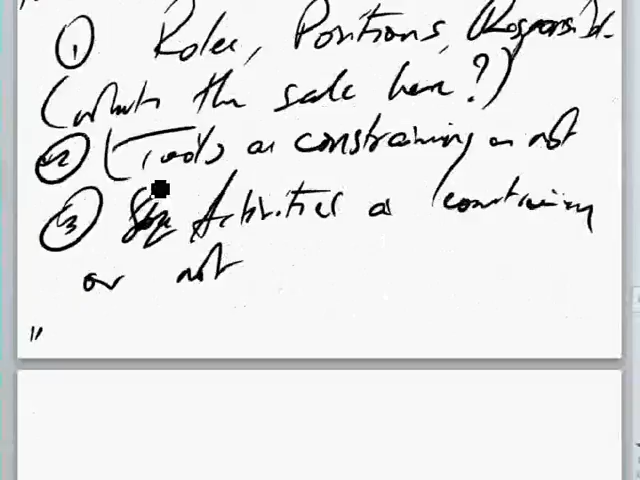 ① Roles, Positions, Responsib.
(what's the scale here?)
② (Tools as constraining or not
③ Activities as constraining
or not
"